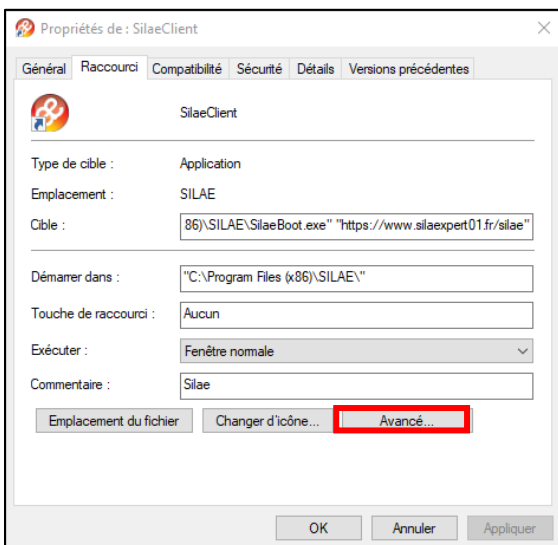 Propriétés de : SilaeClient
Général Raccourci Compatibilité Sécurité Détails Versions précédentes
SilaeClient
Type de cible : Application
Emplacement : SILAE
Cible : 86)\SILAE\SilaeBoot.exe" "https://www.silaexpert01.fr/silae"
Démarrer dans : "C:\Program Files (x86)\SILAE\"
Touche de raccourci : Aucun
Exécuter : Fenêtre normale
Commentaire : Silae
Emplacement du fichier Changer d'icône... Avancé...
OK Annuler Appliquer